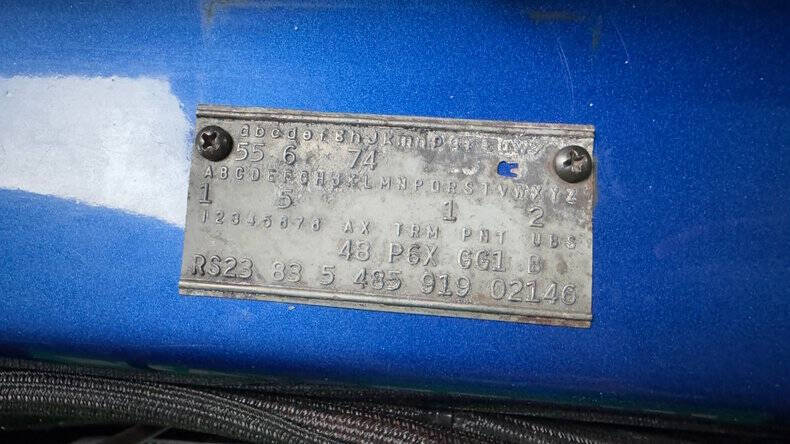 abcdefghJkmnp
55 6 74 R
ABCDEFGHJKLMNPQRSTVWXYZ
1 5 1 2
12345678 AX TRM PNT UBS
48 P6X GG1 B
RS23 83 5 485 919 02146